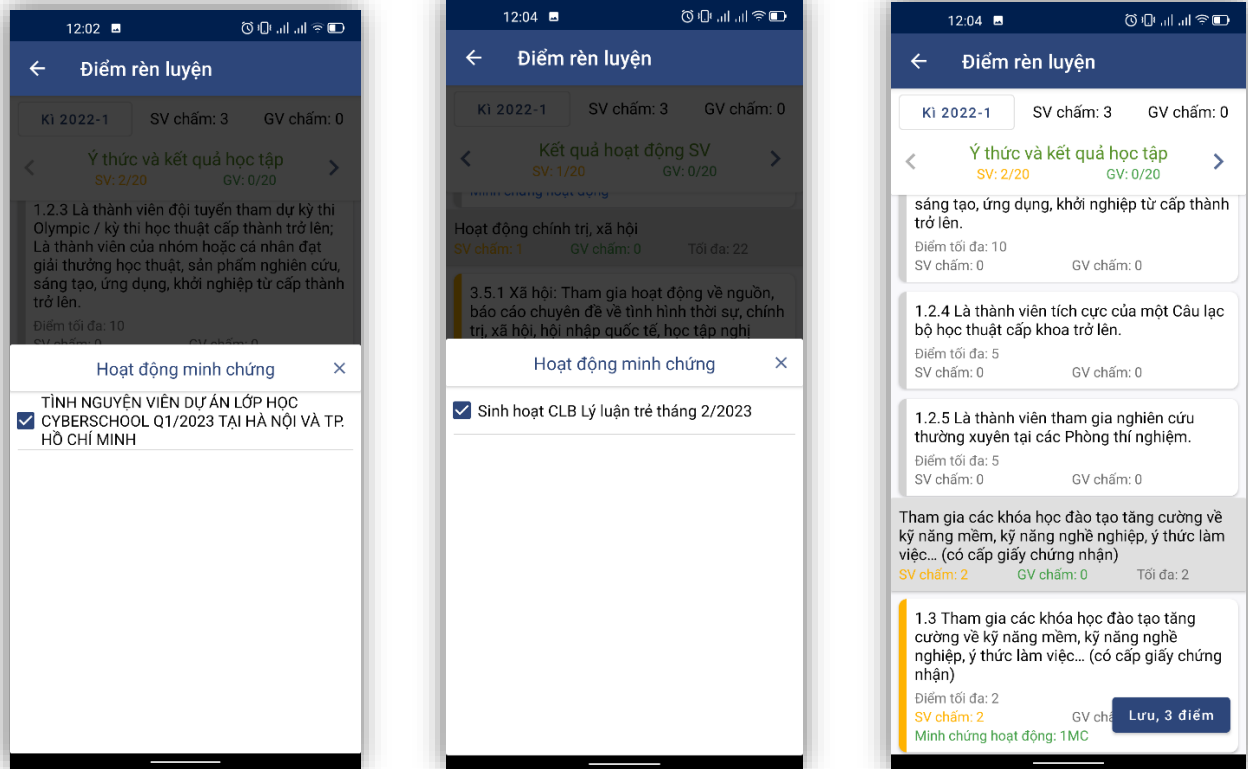 12:02
Điểm rèn luyện
Kì 2022-1 SV chấm: 3 GV chấm: 0
Ý thức và kết quả học tập
SV: 2/20 GV: 0/20
1.2.3 Là thành viên đội tuyển tham dự kỳ thi
Olympic / kỳ thi học thuật cấp thành trở lên;
Là thành viên của nhóm hoặc cá nhân đạt
giải thưởng học thuật, sản phẩm nghiên cứu,
sáng tạo, ứng dụng, khởi nghiệp từ cấp thành
trở lên.
Điểm tối đa: 10
SV chấm: 0 GV chấm: 0
Hoạt động minh chứng
TÌNH NGUYỆN VIÊN DỰ ÁN LỚP HỌC
CYBERSCHOOL Q1/2023 TẠI HÀ NỘI VÀ TP.
HỒ CHÍ MINH
12:04
Điểm rèn luyện
Kì 2022-1 SV chấm: 3 GV chấm: 0
Kết quả hoạt động SV
SV: 1/20 GV: 0/20
Minh chứng hoạt động
Hoạt động chính trị, xã hội
SV chấm: 1 GV chấm: 0 Tối đa: 22
3.5.1 Xã hội: Tham gia hoạt động về nguồn,
báo cáo chuyên đề về tình hình thời sự, chính
trị, xã hội, hội nhập quốc tế, học tập nghị
Hoạt động minh chứng
Sinh hoạt CLB Lý luận trẻ tháng 2/2023
12:04
Điểm rèn luyện
Kì 2022-1 SV chấm: 3 GV chấm: 0
Ý thức và kết quả học tập
SV: 2/20 GV: 0/20
sáng tạo, ứng dụng, khởi nghiệp từ cấp thành
trở lên.
Điểm tối đa: 10
SV chấm: 0 GV chấm: 0
1.2.4 Là thành viên tích cực của một Câu lạc
bộ học thuật cấp khoa trở lên.
Điểm tối đa: 5
SV chấm: 0 GV chấm: 0
1.2.5 Là thành viên tham gia nghiên cứu
thường xuyên tại các Phòng thí nghiệm.
Điểm tối đa: 5
SV chấm: 0 GV chấm: 0
Tham gia các khóa học đào tạo tăng cường về
kỹ năng mềm, kỹ năng nghề nghiệp, ý thức làm
việc... (có cấp giấy chứng nhận)
SV chấm: 2 GV chấm: 0 Tối đa: 2
1.3 Tham gia các khóa học đào tạo tăng
cường về kỹ năng mềm, kỹ năng nghề
nghiệp, ý thức làm việc... (có cấp giấy chứng
nhận)
Điểm tối đa: 2
SV chấm: 2 GV
Lưu, 3 điểm
Minh chứng hoạt động: 1MC